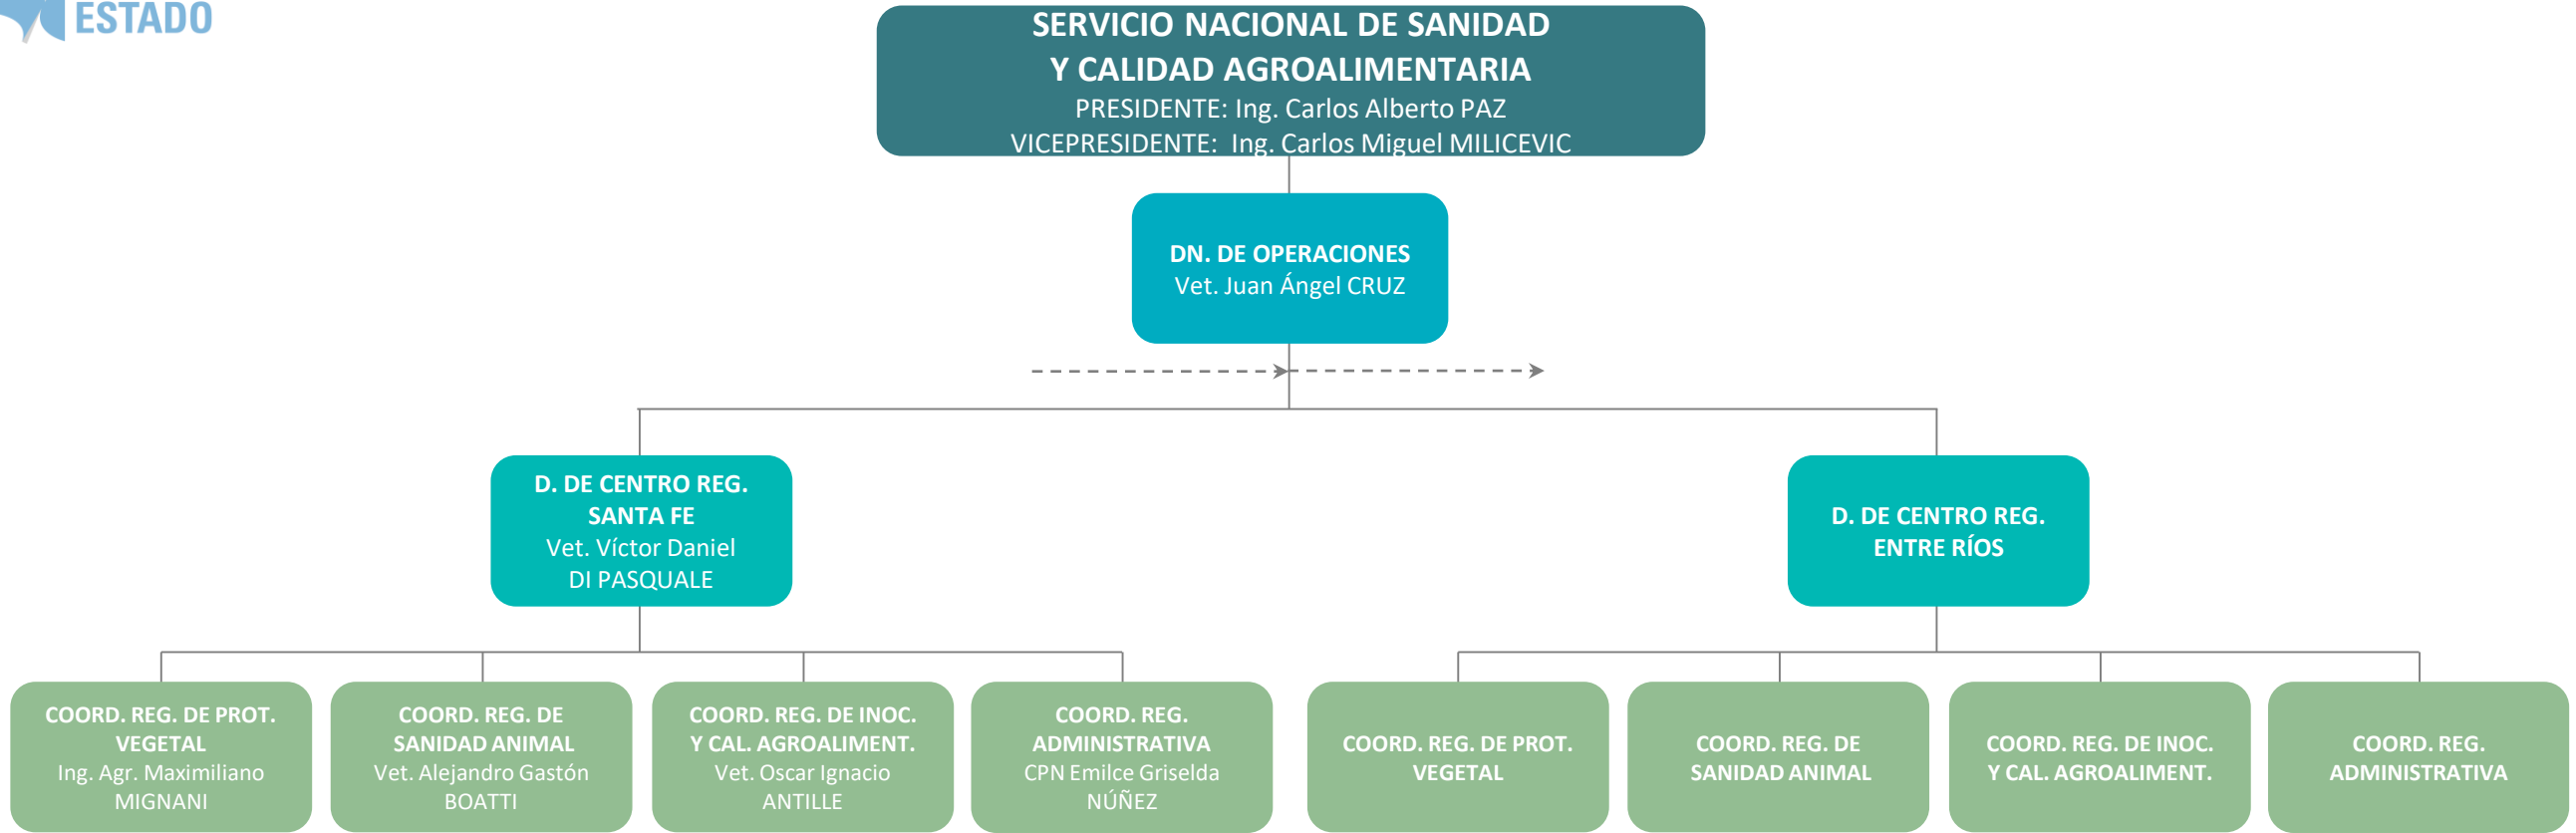 ESTADO
SERVICIO NACIONAL DE SANIDAD
Y CALIDAD AGROALIMENTARIA
PRESIDENTE: Ing. Carlos Alberto PAZ
VICEPRESIDENTE: Ing. Carlos Miguel MILICEVIC
DN. DE OPERACIONES
Vet. Juan Ángel CRUZ
D. DE CENTRO REG.
SANTA FE
Vet. Víctor Daniel
DI PASQUALE
D. DE CENTRO REG.
ENTRE RÍOS
COORD. REG. DE PROT.
VEGETAL
Ing. Agr. Maximiliano
MIGNANI
COORD. REG. DE
SANIDAD ANIMAL
Vet. Alejandro Gastón
BOATTI
COORD. REG. DE INOC.
Y CAL. AGROALIMENT.
Vet. Oscar Ignacio
ANTILLE
COORD. REG.
ADMINISTRATIVA
CPN Emilce Griselda
NÚÑEZ
COORD. REG. DE PROT.
VEGETAL
COORD. REG. DE
SANIDAD ANIMAL
COORD. REG. DE INOC.
Y CAL. AGROALIMENT.
COORD. REG.
ADMINISTRATIVA